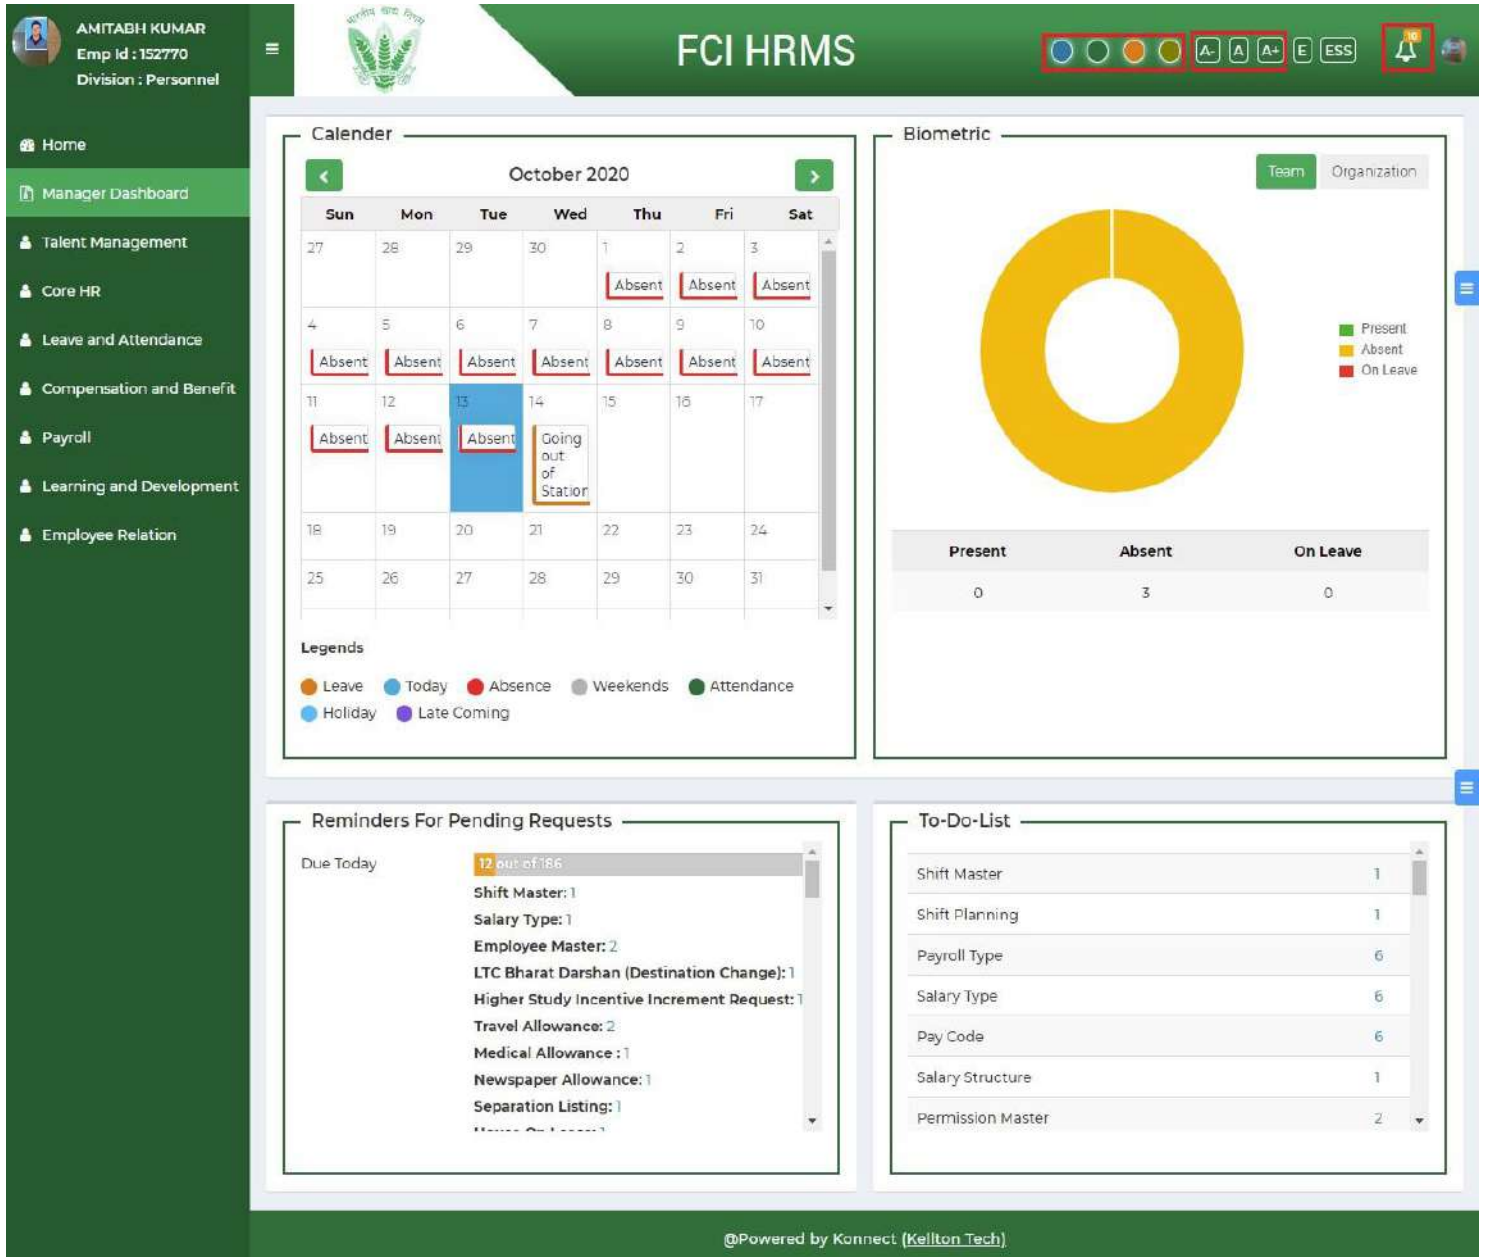 AMITABH KUMAR
Emp Id : 152770
Division : Personnel
भारतीय खाद्य निगम
FCI HRMS
A- A A+ E ESS
10
Home
Manager Dashboard
Talent Management
Core HR
Leave and Attendance
Compensation and Benefit
Payroll
Learning and Development
Employee Relation
Calender
October 2020
Sun Mon Tue Wed Thu Fri Sat
27 28 29 30 1 2 3
Absent Absent Absent
4 5 6 7 8 9 10
Absent Absent Absent Absent Absent Absent Absent
11 12 13 14 15 16 17
Absent Absent Absent Going
out
of
Station
18 19 20 21 22 23 24
25 26 27 28 29 30 31
Legends
Leave Today Absence Weekends Attendance
Holiday Late Coming
Biometric
Team Organization
Present
Absent
On Leave
Present Absent On Leave
0 3 0
Reminders For Pending Requests
Due Today
12 out of 186
Shift Master: 1
Salary Type: 1
Employee Master: 2
LTC Bharat Darshan (Destination Change): 1
Higher Study Incentive Increment Request: 1
Travel Allowance: 2
Medical Allowance : 1
Newspaper Allowance: 1
Separation Listing: 1
To-Do-List
Shift Master 1
Shift Planning 1
Payroll Type 6
Salary Type 6
Pay Code 6
Salary Structure 1
Permission Master 2
@Powered by Konnect (Kellton Tech)